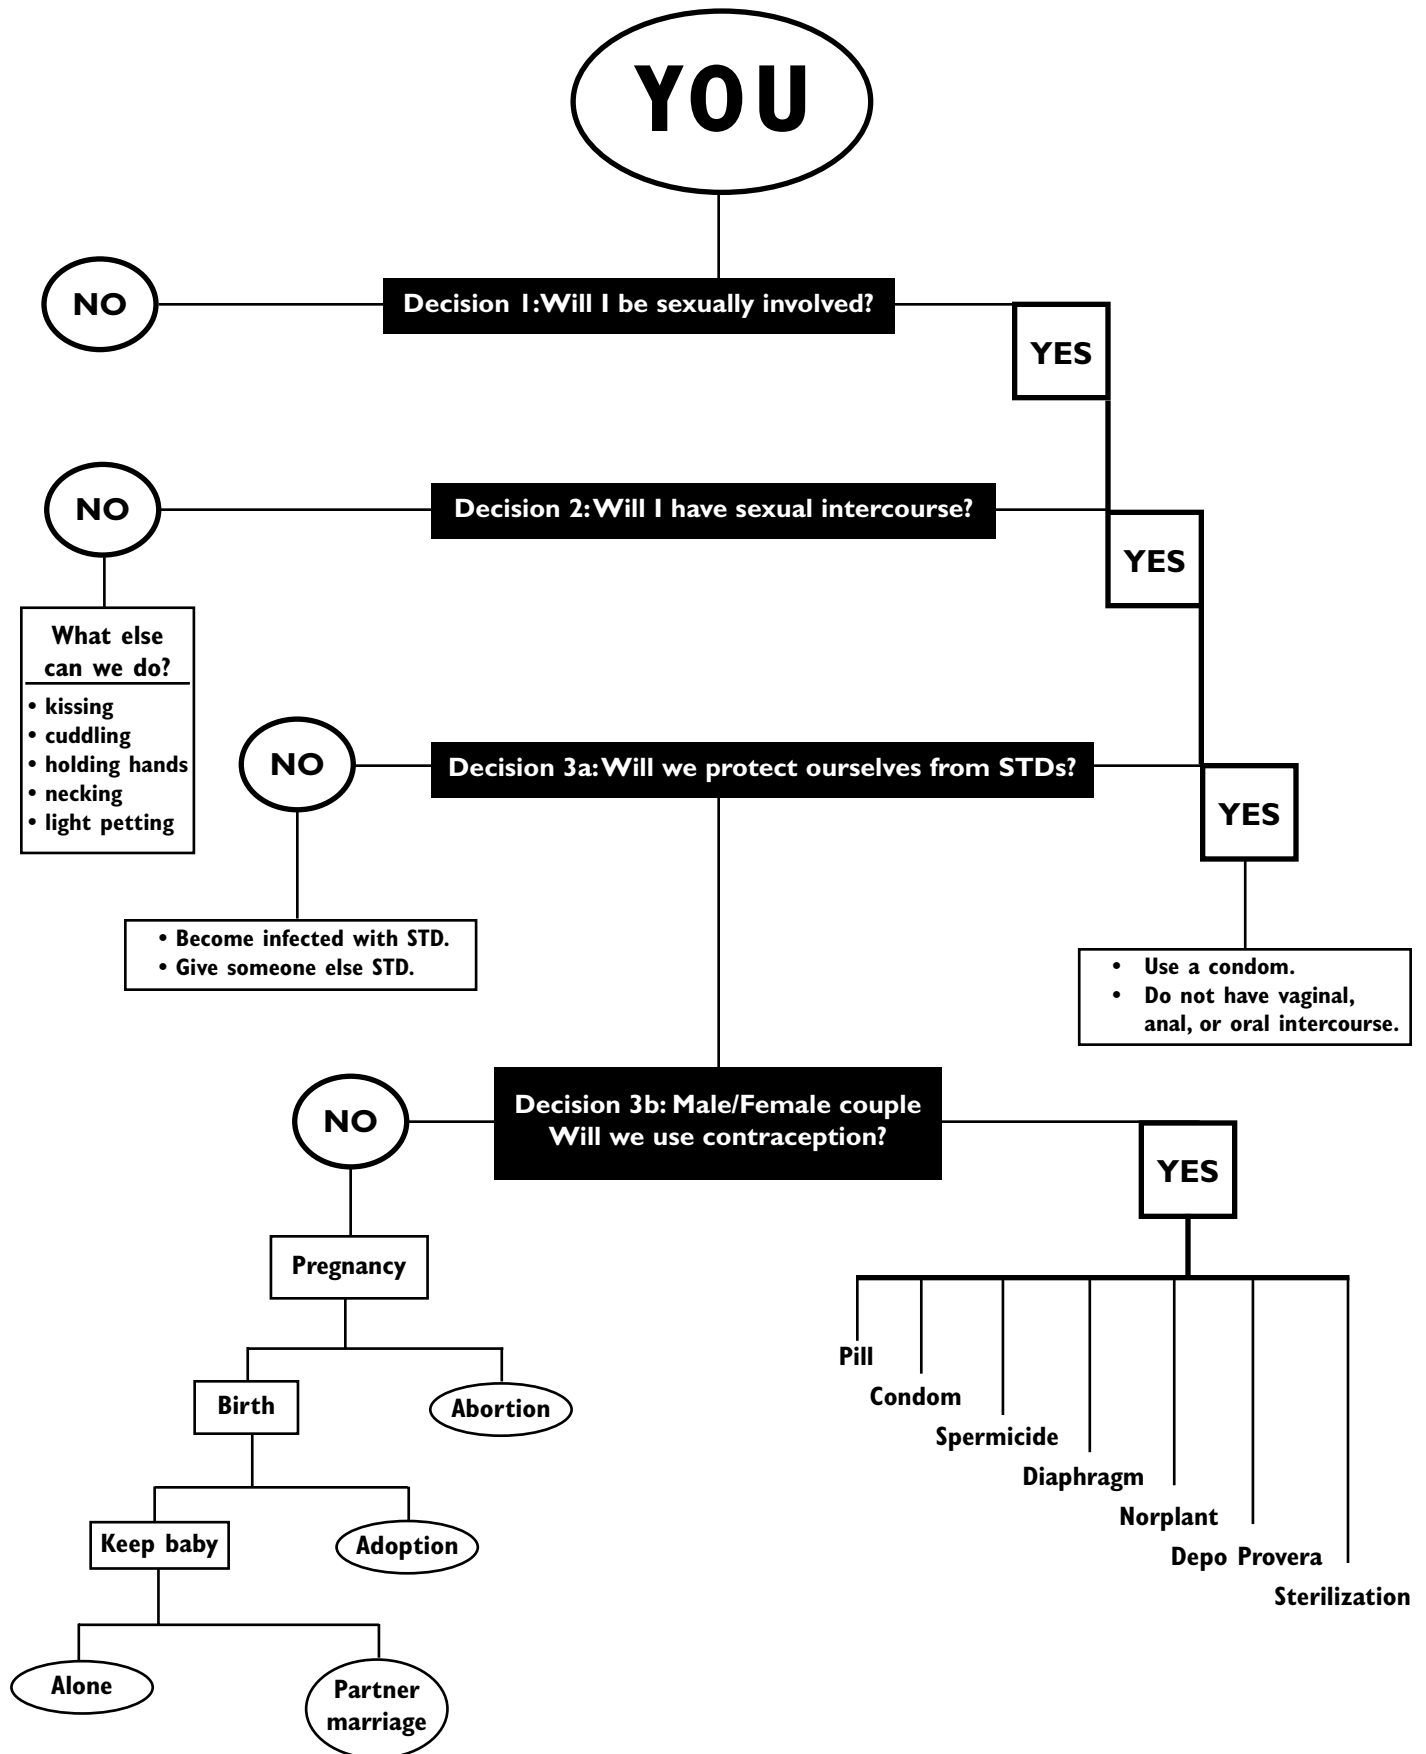 YOU
NO
Decision 1:Will I be sexually involved?
YES
NO
Decision 2:Will I have sexual intercourse?
YES
What else
can we do?
• kissing
• cuddling
• holding hands
• necking
• light petting
NO
Decision 3a:Will we protect ourselves from STDs?
YES
• Become infected with STD.
• Give someone else STD.
• Use a condom.
• Do not have vaginal,
anal, or oral intercourse.
NO
Decision 3b: Male/Female couple
Will we use contraception?
YES
Pregnancy
Birth
Abortion
Keep baby
Adoption
Alone
Partner
marriage
Pill
Condom
Spermicide
Diaphragm
Norplant
Depo Provera
Sterilization